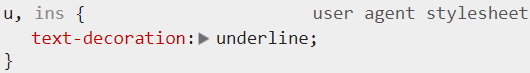 u, ins { user agent stylesheet
text-decoration:▶ underline;
}